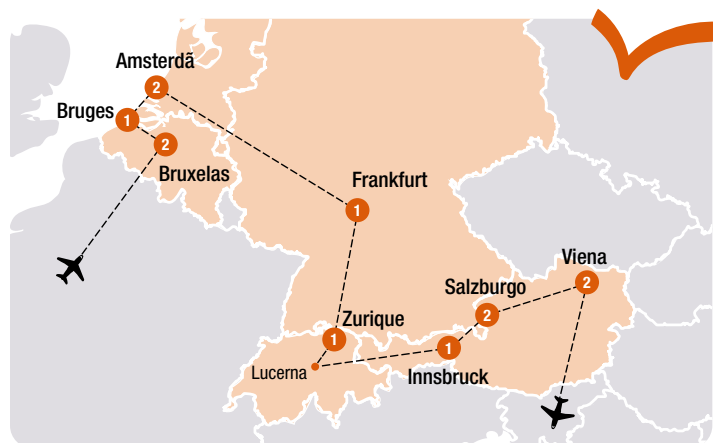 Amsterdã
2
Bruges
1
2
Bruxelas
Frankfurt
1
Viena
2
Salzburgo
2
Zurique
1
1
Lucerna
Innsbruck